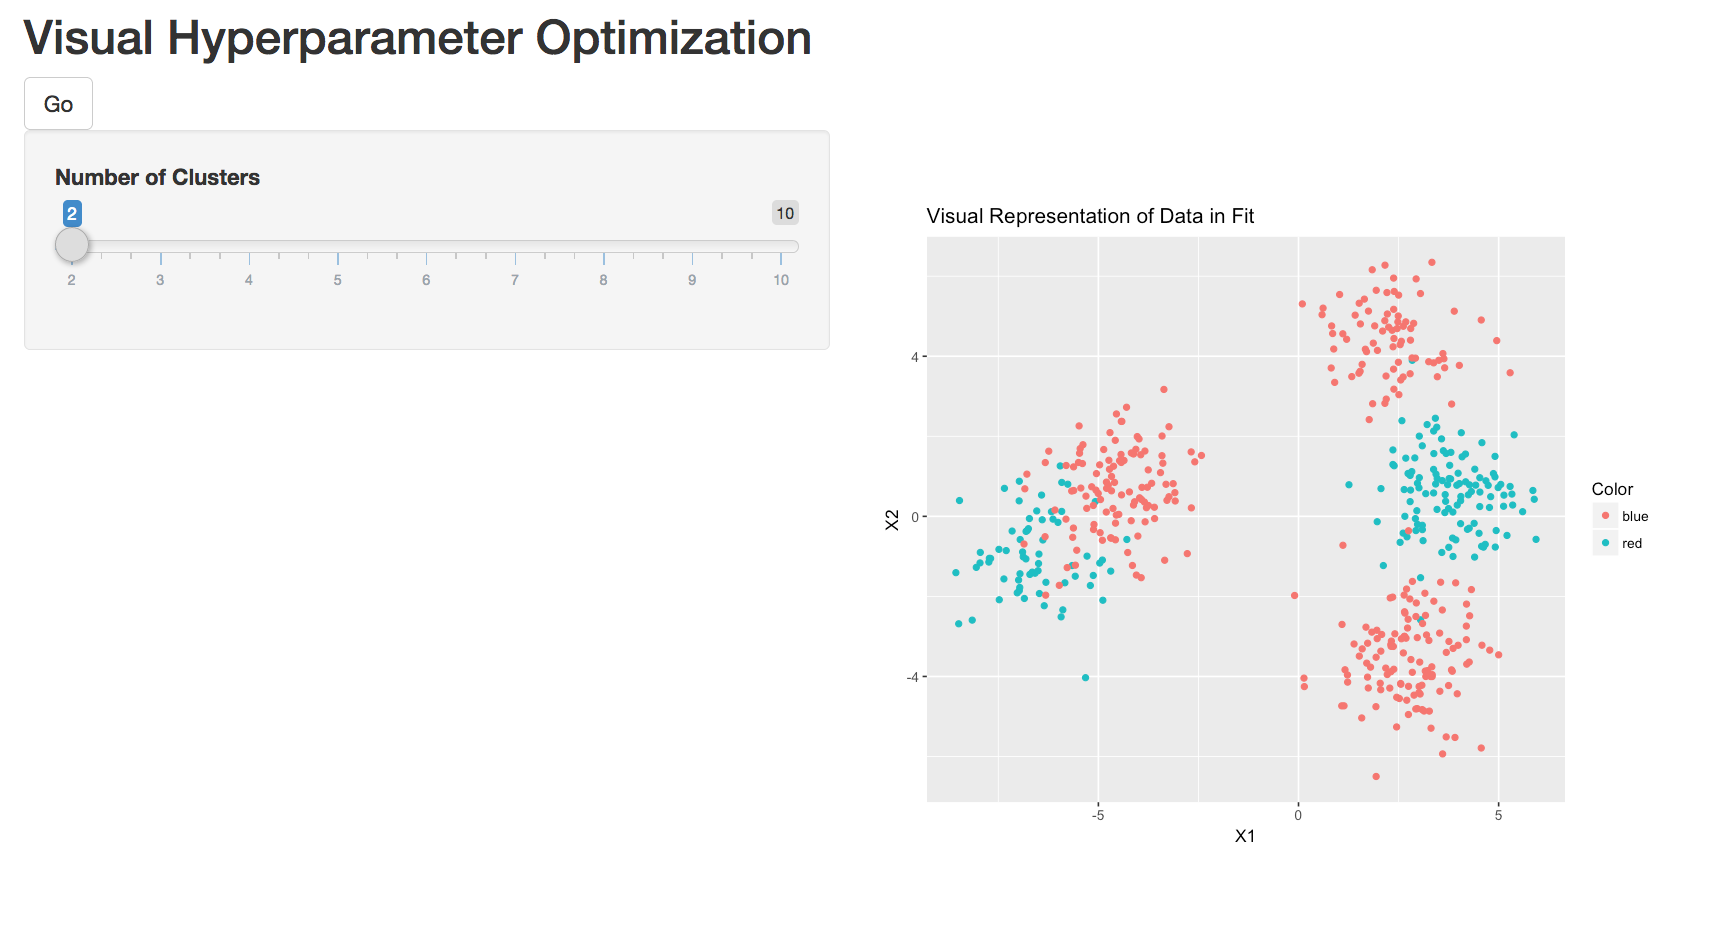 Visual Hyperparameter Optimization
Go
Number of Clusters
2 10
2 3 4 5 6 7 8 9 10
Visual Representation of Data in Fit
X2
4
0
-4
-5 0 5
X1
Color
blue
red